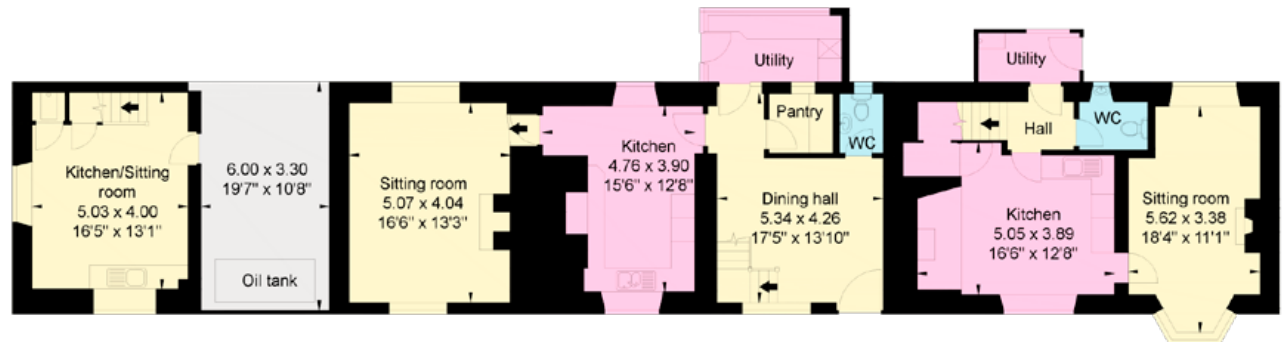 Kitchen/Sitting
room
5.03 x 4.00
16'5" x 13'1"
6.00 x 3.30
19'7" x 10'8"
Oil tank
Sitting room
5.07 x 4.04
16'6" x 13'3"
Kitchen
4.76 x 3.90
15'6" x 12'8"
Utility
Pantry
WC
Dining hall
5.34 x 4.26
17'5" x 13'10"
Utility
Hall
WC
Kitchen
5.05 x 3.89
16'6" x 12'8"
Sitting room
5.62 x 3.38
18'4" x 11'1"